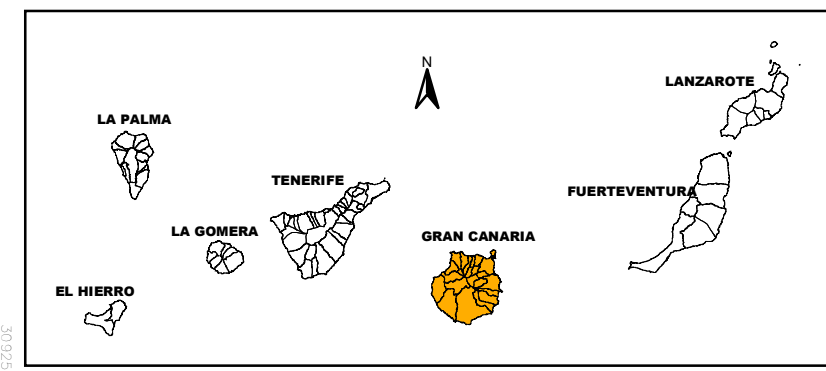 N
LANZAROTE
LA PALMA
TENERIFE
FUERTEVENTURA
LA GOMERA
GRAN CANARIA
EL HIERRO
30925